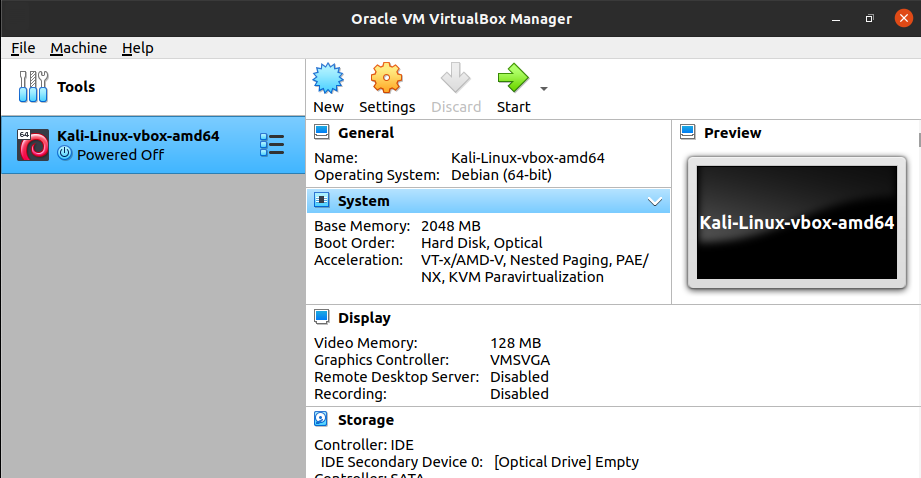 Oracle VM VirtualBox Manager
File Machine Help
Tools
New Settings Discard Start
64
Kali-Linux-vbox-amd64
Powered Off
General
Name: Kali-Linux-vbox-amd64
Operating System: Debian (64-bit)
System
Base Memory: 2048 MB
Boot Order: Hard Disk, Optical
Acceleration: VT-x/AMD-V, Nested Paging, PAE/
NX, KVM Paravirtualization
Preview
Kali-Linux-vbox-amd64
Display
Video Memory: 128 MB
Graphics Controller: VMSVGA
Remote Desktop Server: Disabled
Recording: Disabled
Storage
Controller: IDE
IDE Secondary Device 0: [Optical Drive] Empty
Controller: SATA